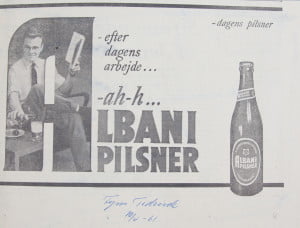 - efter
dagens
arbejde...
-ah-h...
ALBANI
PILSNER
- dagens pilsner
ALBANI
PILSNER